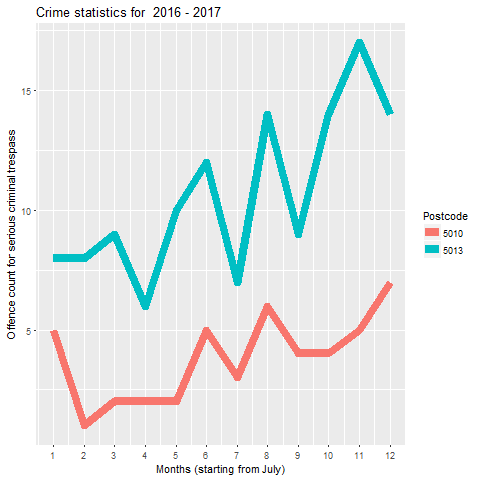 Crime statistics for  2016 - 2017
Offence count for serious criminal trespass
15
10
5
1 2 3 4 5 6 7 8 9 10 11 12
Months (starting from July)
Postcode
5010
5013